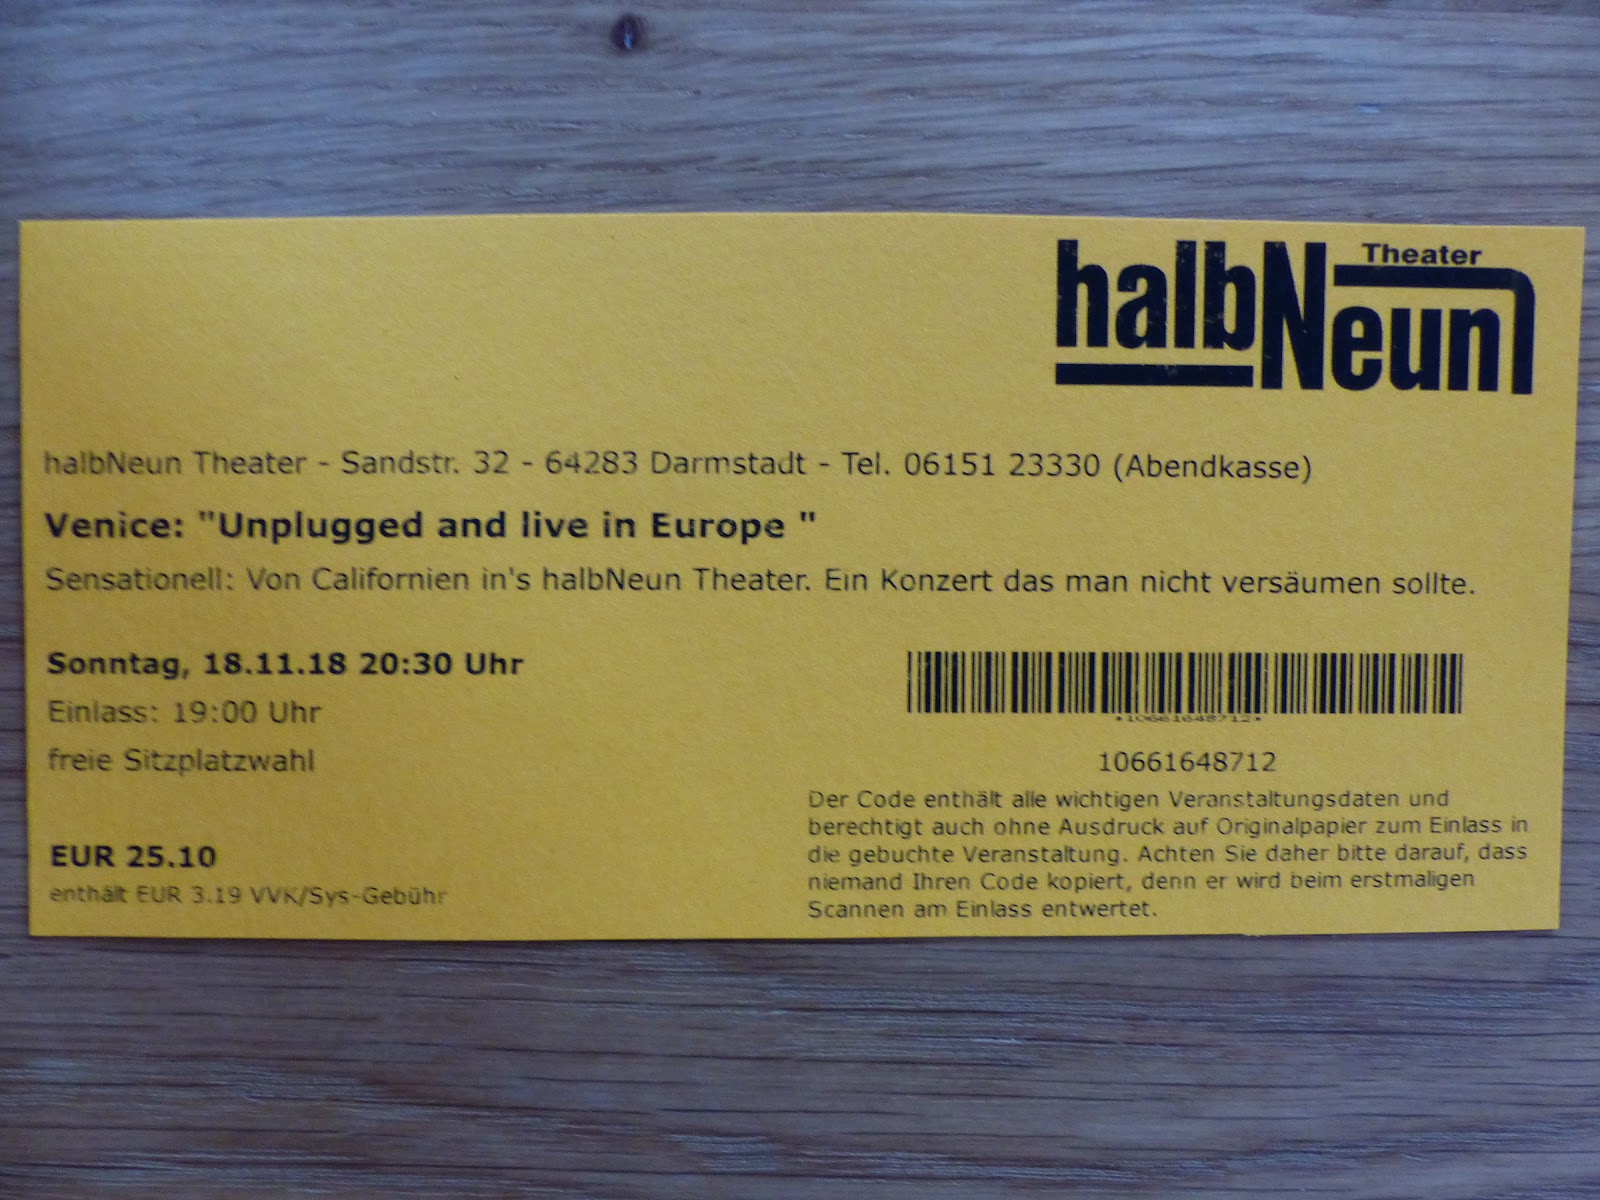 Theater
halbNeun
halbNeun Theater - Sandstr. 32 - 64283 Darmstadt - Tel. 06151 23330 (Abendkasse)
Venice: "Unplugged and live in Europe "
Sensationell: Von Californien in's halbNeun Theater. Ein Konzert das man nicht versäumen sollte.
Sonntag, 18.11.18 20:30 Uhr
Einlass: 19:00 Uhr
freie Sitzplatzwahl
EUR 25.10
enthält EUR 3.19 VVK/Sys-Gebühr
*10661648712*
10661648712
Der Code enthält alle wichtigen Veranstaltungsdaten und
berechtigt auch ohne Ausdruck auf Originalpapier zum Einlass in
die gebuchte Veranstaltung. Achten Sie daher bitte darauf, dass
niemand Ihren Code kopiert, denn er wird beim erstmaligen
Scannen am Einlass entwertet.